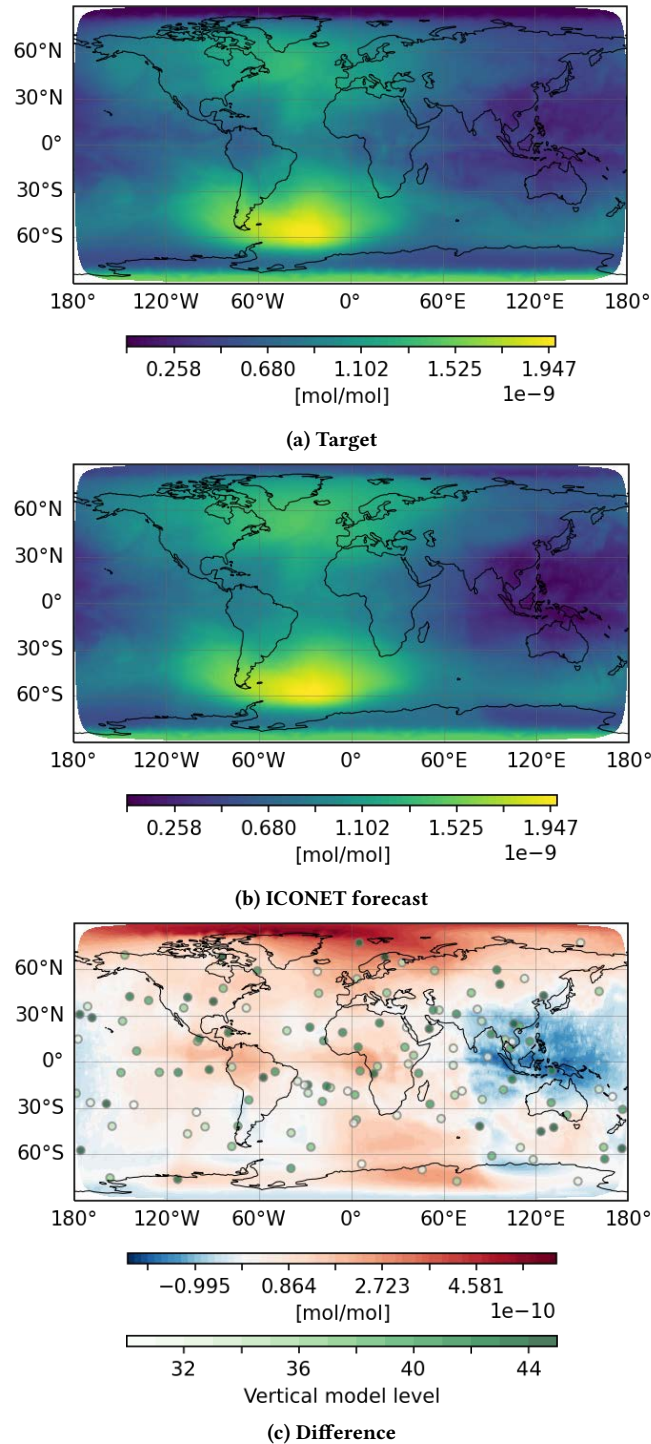 60°N
30°N
0°
30°S
60°S
180° 120°W 60°W 0° 60°E 120°E 180°
0.258 0.680 1.102 1.525 1.947
[mol/mol] 1e−9
(a) Target
60°N
30°N
0°
30°S
60°S
180° 120°W 60°W 0° 60°E 120°E 180°
0.258 0.680 1.102 1.525 1.947
[mol/mol] 1e−9
(b) ICONET forecast
60°N
30°N
0°
30°S
60°S
180° 120°W 60°W 0° 60°E 120°E 180°
−0.995 0.864 2.723 4.581
[mol/mol] 1e−10
32 36 40 44
Vertical model level
(c) Difference